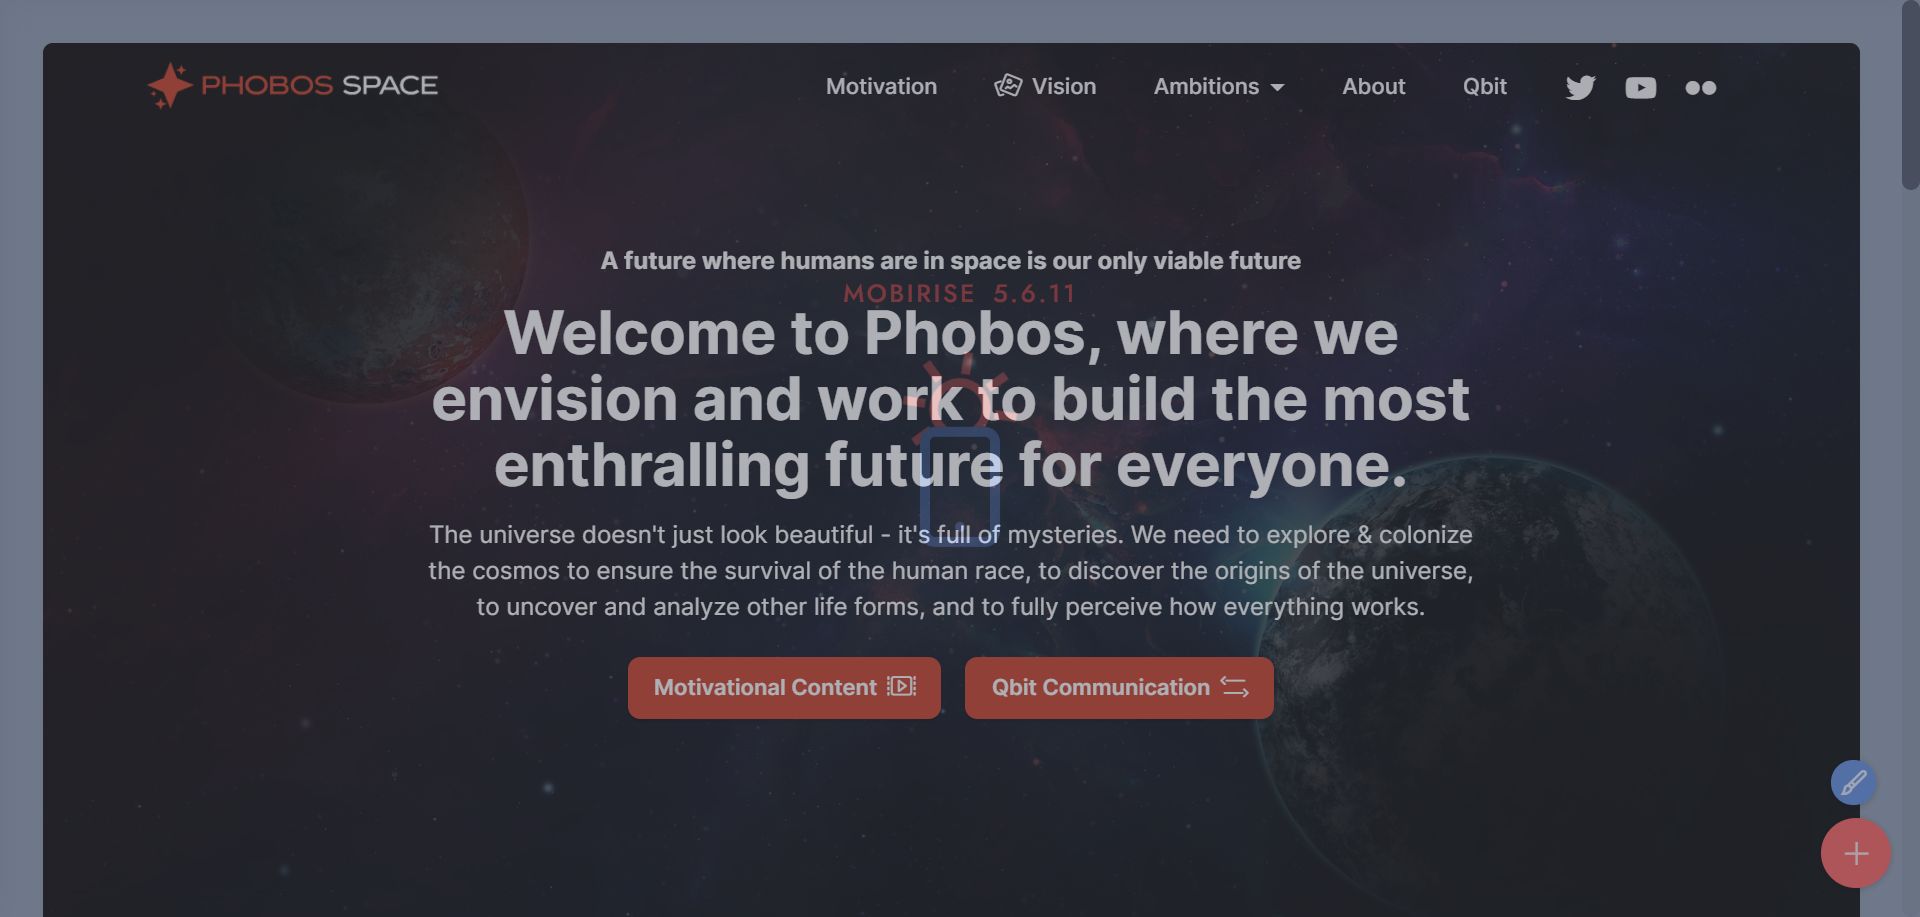 PHOBOS SPACE
Motivation
Vision
Ambitions
About
Qbit
A future where humans are in space is our only viable future
MOBIRISE 5.6.11
Welcome to Phobos, where we
envision and work to build the most
enthralling future for everyone.
The universe doesn't just look beautiful - it's full of mysteries. We need to explore & colonize
the cosmos to ensure the survival of the human race, to discover the origins of the universe,
to uncover and analyze other life forms, and to fully perceive how everything works.
Motivational Content
Qbit Communication